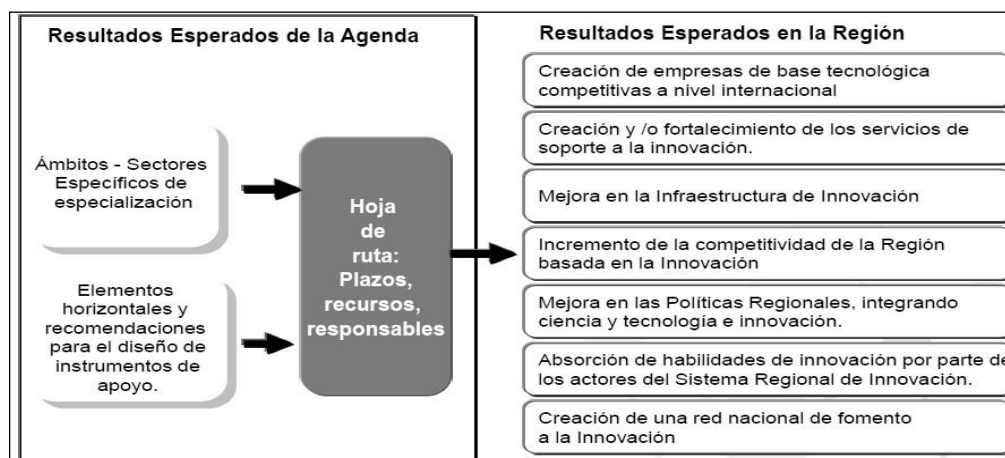 Resultados Esperados de la Agenda
Ámbitos - Sectores
Específicos de
especialización
Elementos
horizontales y
recomendaciones
para el diseño de
instrumentos de
apoyo.
Hoja
de
ruta:
Plazos,
recursos,
responsables
Resultados Esperados en la Región
Creación de empresas de base tecnológica
competitivas a nivel internacional
Creación y /o fortalecimiento de los servicios de
soporte a la innovación.
Mejora en la Infraestructura de Innovación
Incremento de la competitividad de la Región
basada en la Innovación
Mejora en las Políticas Regionales, integrando
ciencia y tecnología e innovación.
Absorción de habilidades de innovación por parte de
los actores del Sistema Regional de Innovación.
Creación de una red nacional de fomento
a la Innovación